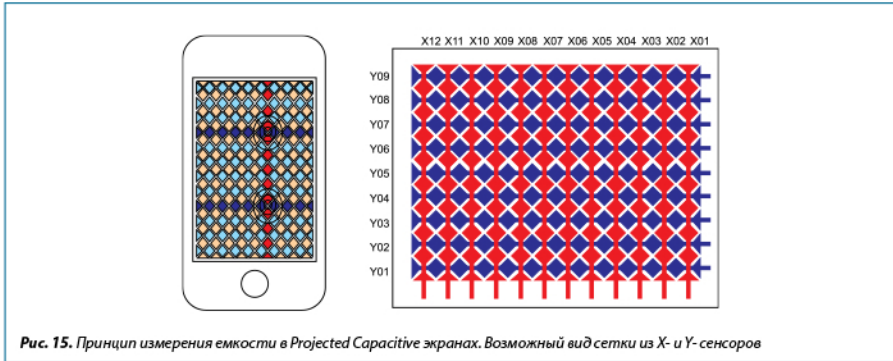 X12 X11 X10 X09 X08 X07 X06 X05 X04 X03 X02 X01
Y09
Y08
Y07
Y06
Y05
Y04
Y03
Y02
Y01
Рис. 15. Принцип измерения емкости в Projected Capacitive экранах. Возможный вид сетки из X- и Y- сенсоров